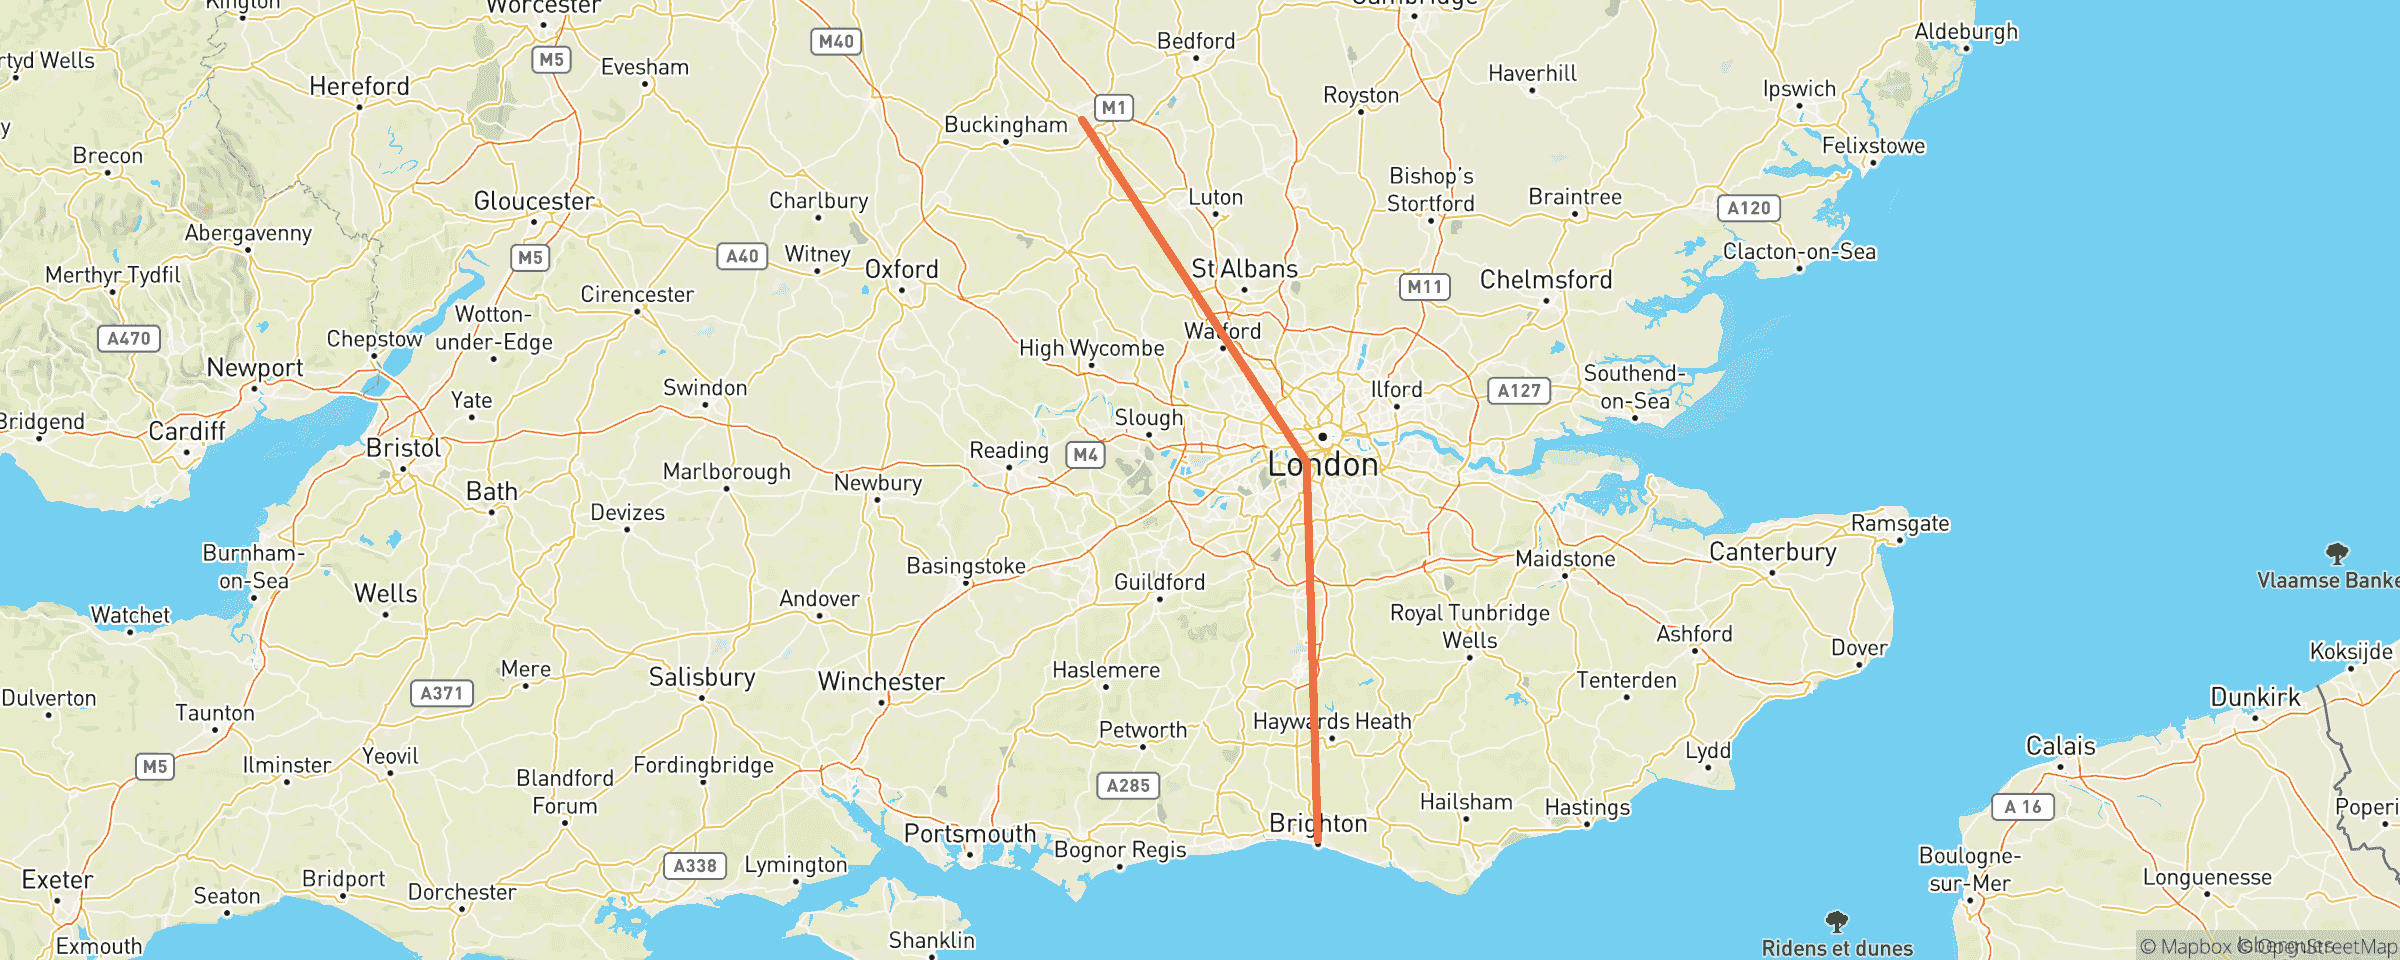 Kington
Worcester
Cambridge
Aldeburgh
M40
Bedford
M5
rtyd Wells
Evesham
Haverhill
Hereford
Royston
Ipswich
M1
Buckingham
y
Brecon
Felixstowe
Bishop's
Stortford
Gloucester
Charlbury
Luton
Braintree
A120
Abergavenny
M5
A40
Witney
Clacton-on-Sea
Merthyr Tydfil
Oxford
St Albans
M11
Chelmsford
Cirencester
Wotton-
under-Edge
A470
Chepstow
Watford
High Wycombe
Newport
Swindon
Ilford
A127
Southend-
on-Sea
Yate
Slough
Bridgend
Cardiff
Bristol
Reading
M4
London
Marlborough
Newbury
Bath
Devizes
Ramsgate
Burnham-
on-Sea
Basingstoke
Maidstone
Canterbury
Vlaamse Banke
Wells
Andover
Guildford
Watchet
Royal Tunbridge
Wells
Ashford
Dover
Koksijde
Mere
Salisbury
Winchester
Haslemere
Tenterden
Dulverton
A371
Dunkirk
Taunton
Petworth
Haywards Heath
Calais
Lydd
M5
Ilminster
Yeovil
Fordingbridge
Blandford
Forum
A285
Hailsham
Hastings
A 16
Poperi
Brighton
Portsmouth
Bognor Regis
A338
Lymington
Boulogne-
sur-Mer
Longuenesse
Exeter
Bridport
Dorchester
Seaton
Exmouth
Shanklin
Ridens et dunes
© Mapbox © OpenStreetMap